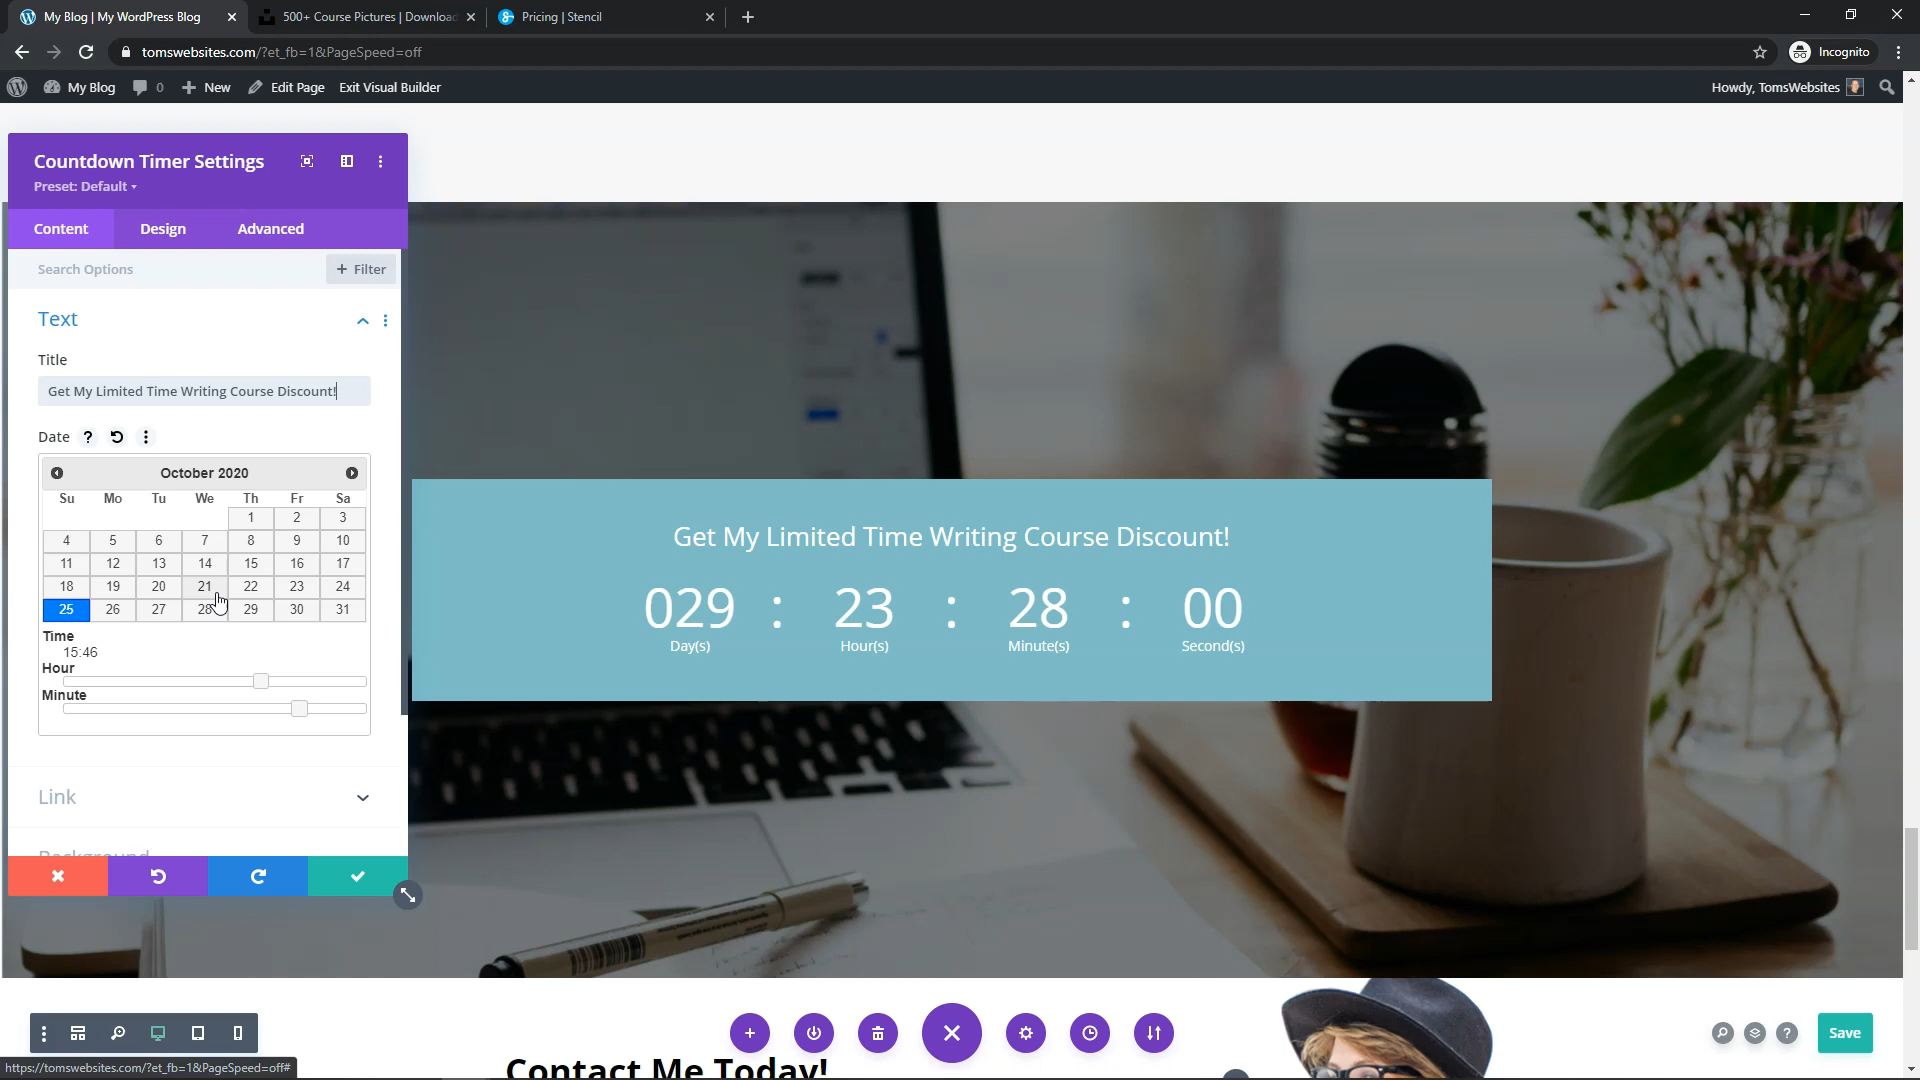 My Blog | My WordPress Blog
500+ Course Pictures | Download
Pricing | Stencil
tomswebsites.com/?et_fb=1&PageSpeed=off
Incognito
My Blog
0
New
Edit Page
Exit Visual Builder
Howdy, TomsWebsites
Countdown Timer Settings
Preset: Default
Content
Design
Advanced
Search Options
+ Filter
Text
Title
Get My Limited Time Writing Course Discount!
Date
October 2020
Su Mo Tu We Th Fr Sa
1 2 3
4 5 6 7 8 9 10
11 12 13 14 15 16 17
18 19 20 21 22 23 24
25 26 27 28 29 30 31
Time
15:46
Hour
Minute
Link
Background
Get My Limited Time Writing Course Discount!
029 : 23 : 28 : 00
Day(s) Hour(s) Minute(s) Second(s)
Contact Me Today!
Save
https://tomswebsites.com/?et_fb=1&PageSpeed=off#